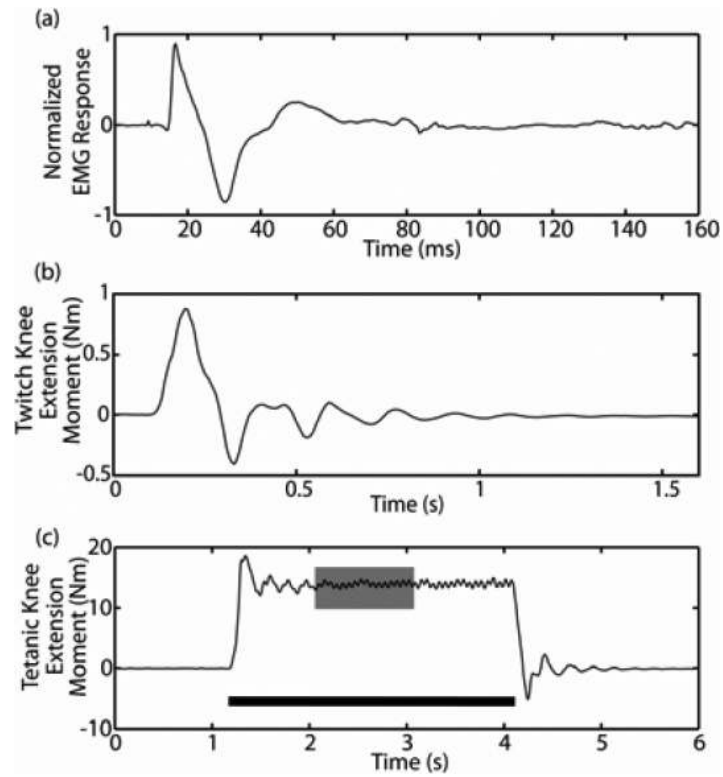 (a)
Normalized
EMG Response
1
0
-1
0 20 40 60 80 100 120 140 160
Time (ms)
(b)
Twitch Knee
Extension
Moment (Nm)
1
0.5
0
-0.5
0 0.5 1 1.5
Time (s)
(c)
Tetanic Knee
Extension
Moment (Nm)
20
10
0
-10
0 1 2 3 4 5 6
Time (s)